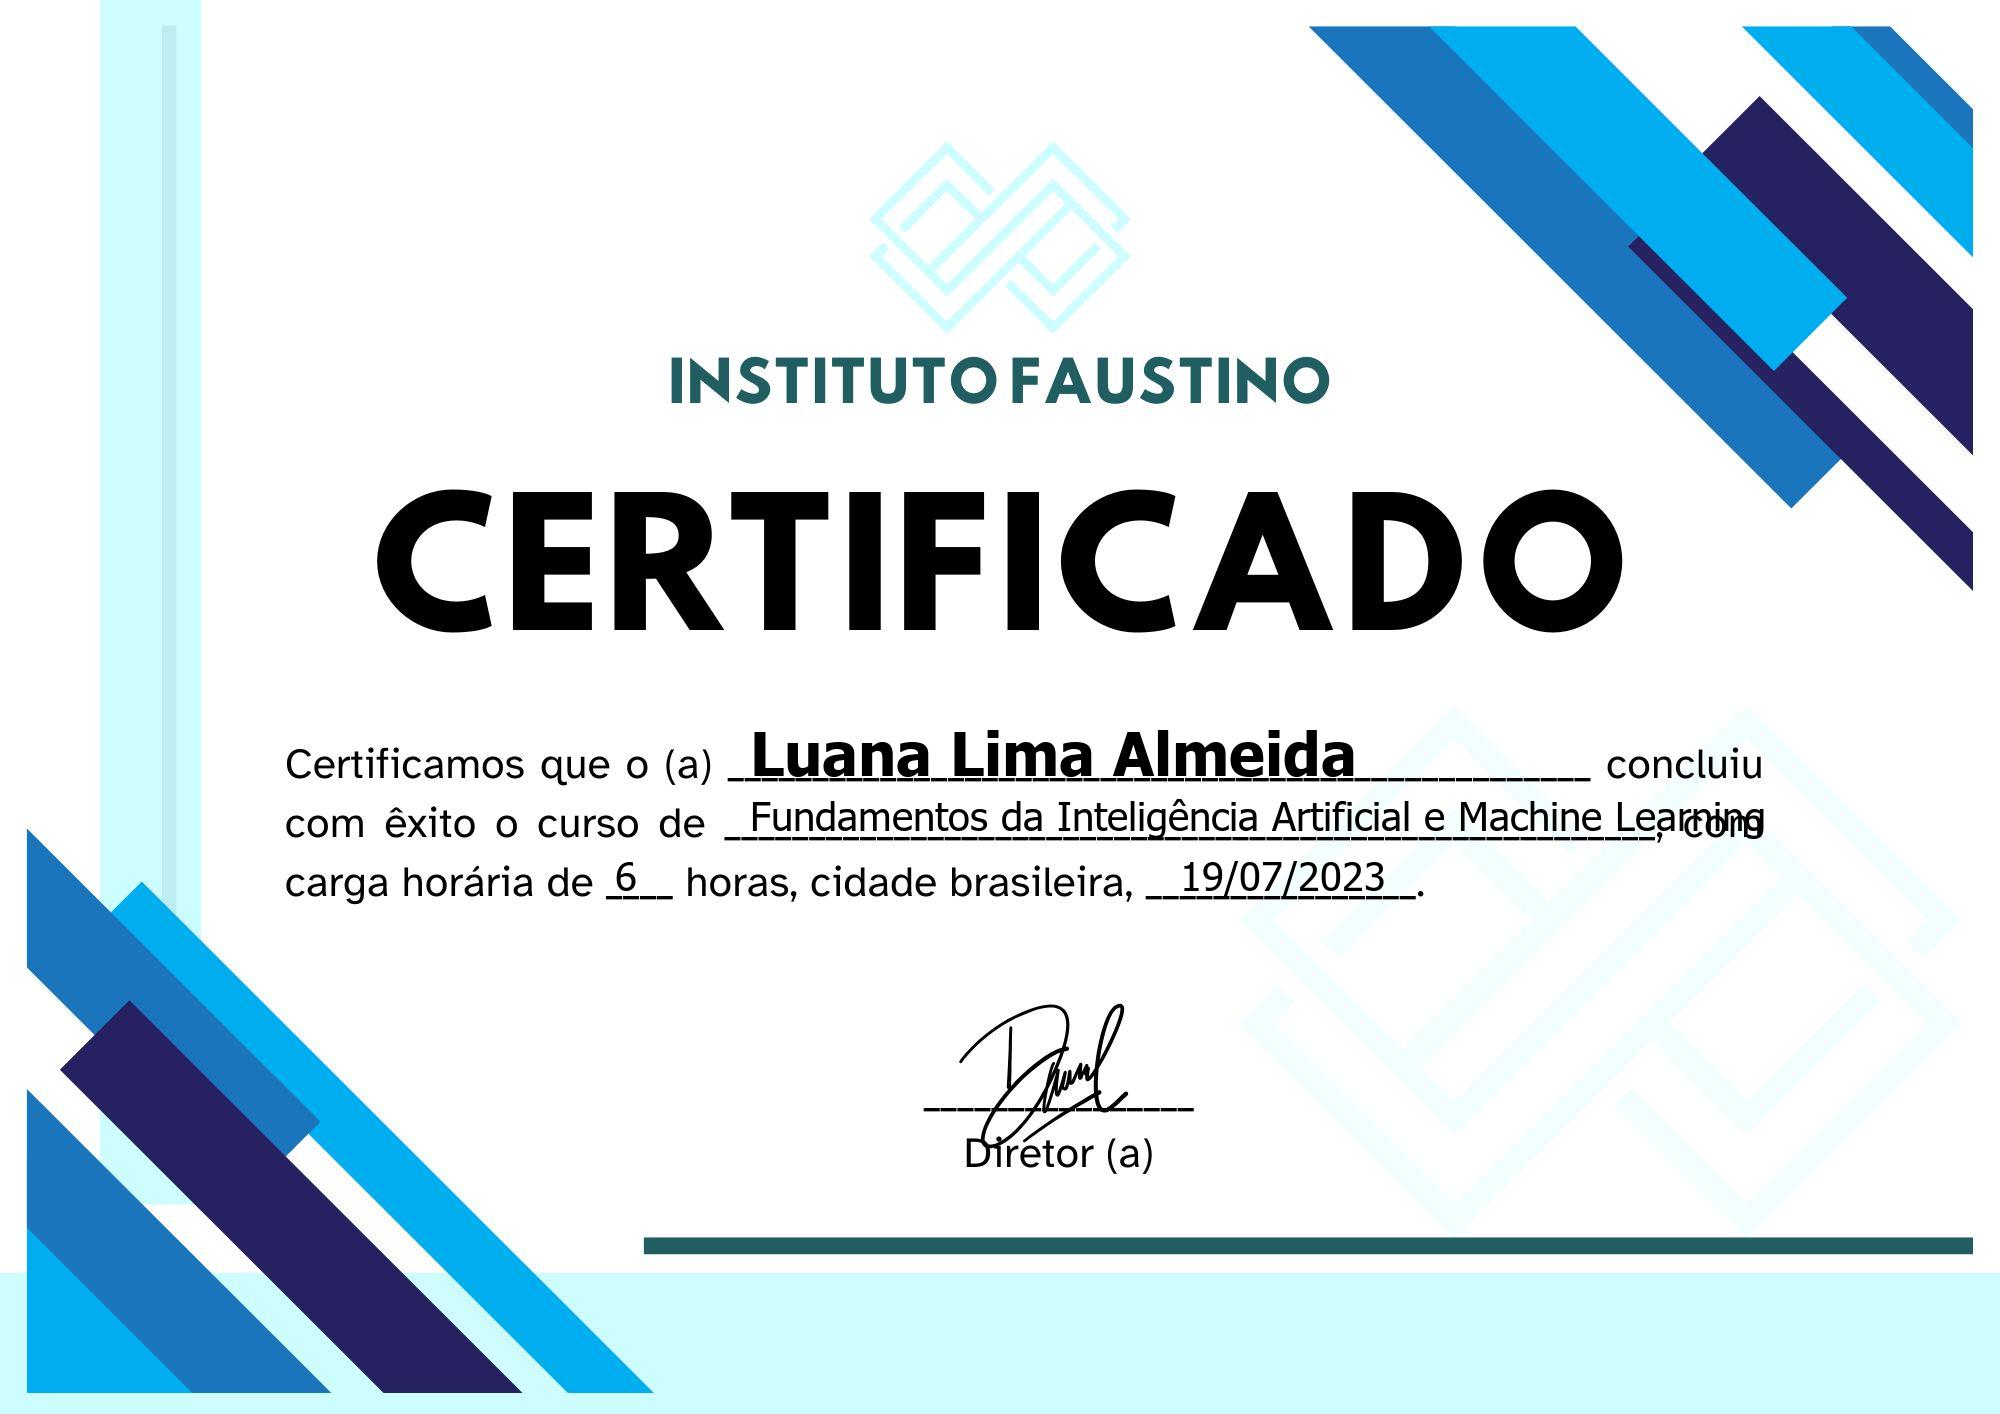 INSTITUTO FAUSTINO
CERTIFICADO
Certificamos que o (a) Luana Lima Almeida concluiu
com êxito o curso de Fundamentos da Inteligência Artificial e Machine Learning, com
carga horária de 6 horas, cidade brasileira, 19/07/2023.
Diretor (a)